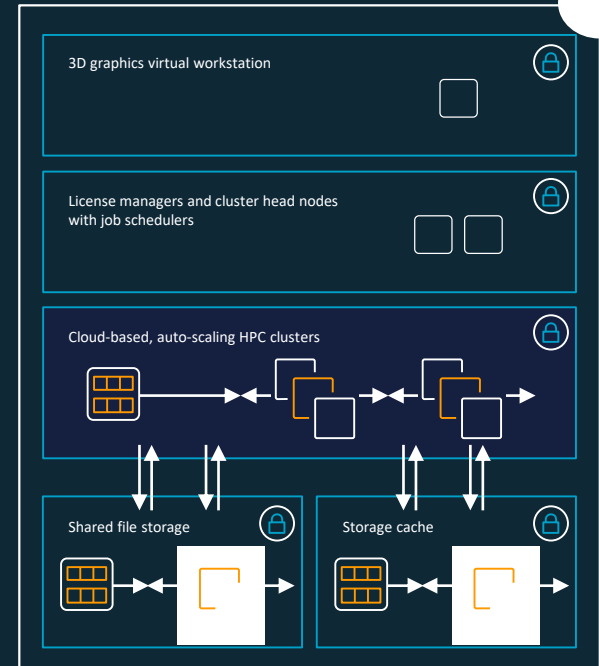 3D graphics virtual workstation
License managers and cluster head nodes
with job schedulers
Cloud-based, auto-scaling HPC clusters
Shared file storage
Storage cache